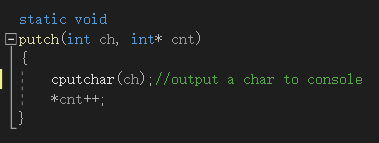 static void
putch(int ch, int* cnt)
{
cputchar(ch);//output a char to console
*cnt++;
}